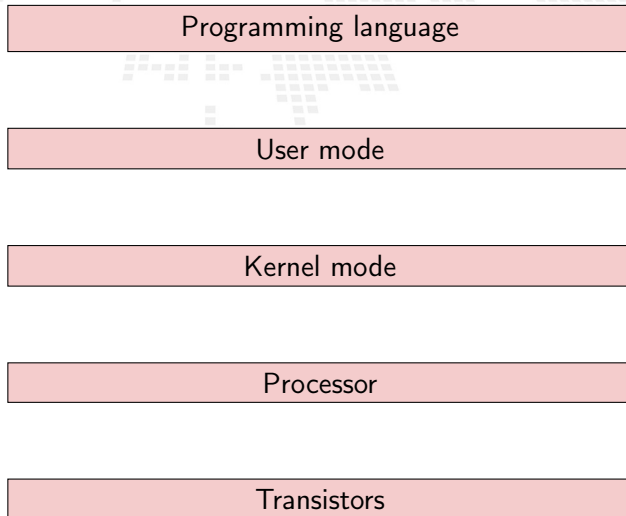 Programming language
User mode
Kernel mode
Processor
Transistors